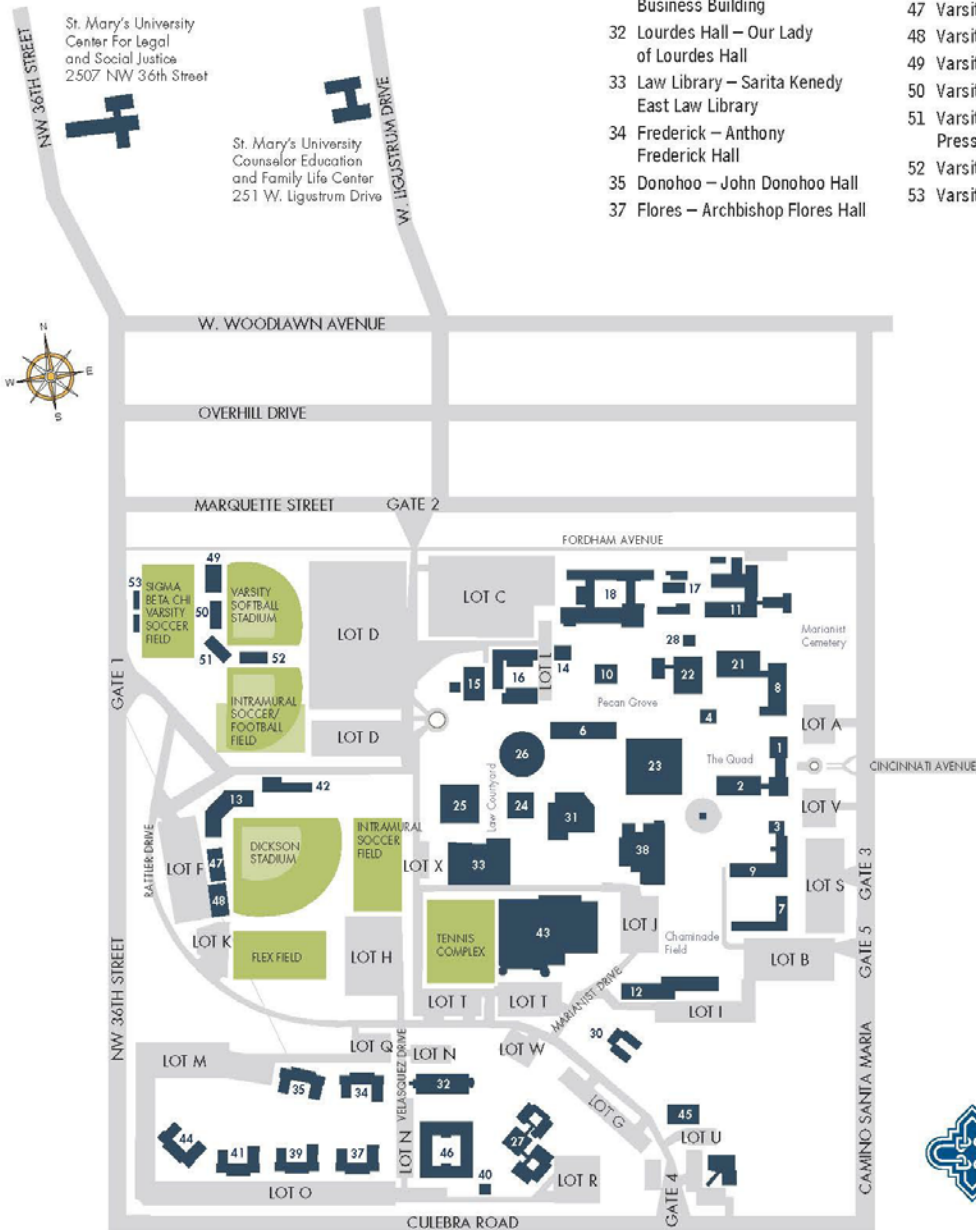 St. Mary's University
Center For Legal
and Social Justice
2507 NW 36th Street
St. Mary's University
Counselor Education
and Family Life Center
251 W. Ligustrum Drive
NW 36TH STREET
W. LIGUSTRUM DRIVE
Business Building
32 Lourdes Hall – Our Lady
of Lourdes Hall
33 Law Library – Sarita Kenedy
East Law Library
34 Frederick – Anthony
Frederick Hall
35 Donohoo – John Donohoo Hall
37 Flores – Archbishop Flores Hall
47
48
49
50
51
52
53
W. WOODLAWN AVENUE
N
W
E
S
OVERHILL DRIVE
MARQUETTE STREET
GATE 2
FORDHAM AVENUE
49
53
SIGMA
BETA CHI
VARSITY
SOCCER
FIELD
50
51
52
VARSITY
SOFTBALL
STADIUM
LOT D
LOT C
18
17
11
Marianist
Cemetery
28
14
LOT L
16
15
10
22
21
8
Pecan Grove
4
GATE 1
INTRAMURAL
SOCCER/
FOOTBALL
FIELD
LOT D
6
LOT A
26
23
The Quad
1
2
CINCINNATI AVENUE
42
13
25
Law Courtyard
24
31
LOT V
DICKSON
STADIUM
INTRAMURAL
SOCCER
FIELD
3
RATTLER DRIVE
LOT F
47
48
LOT X
33
38
9
LOT S
GATE 3
7
LOT K
FLEX FIELD
LOT H
TENNIS
COMPLEX
43
LOT J
Chaminade
Field
LOT B
GATE 5
NW 36TH STREET
LOT T
LOT T
12
LOT I
MARIANIST DRIVE
30
LOT M
LOT Q
VELASQUEZ DRIVE
LOT N
LOT W
CAMINO SANTA MARIA
35
34
32
LOT G
45
LOT U
44
41
39
37
LOT N
46
27
40
LOT R
LOT O
GATE 4
CULEBRA ROAD